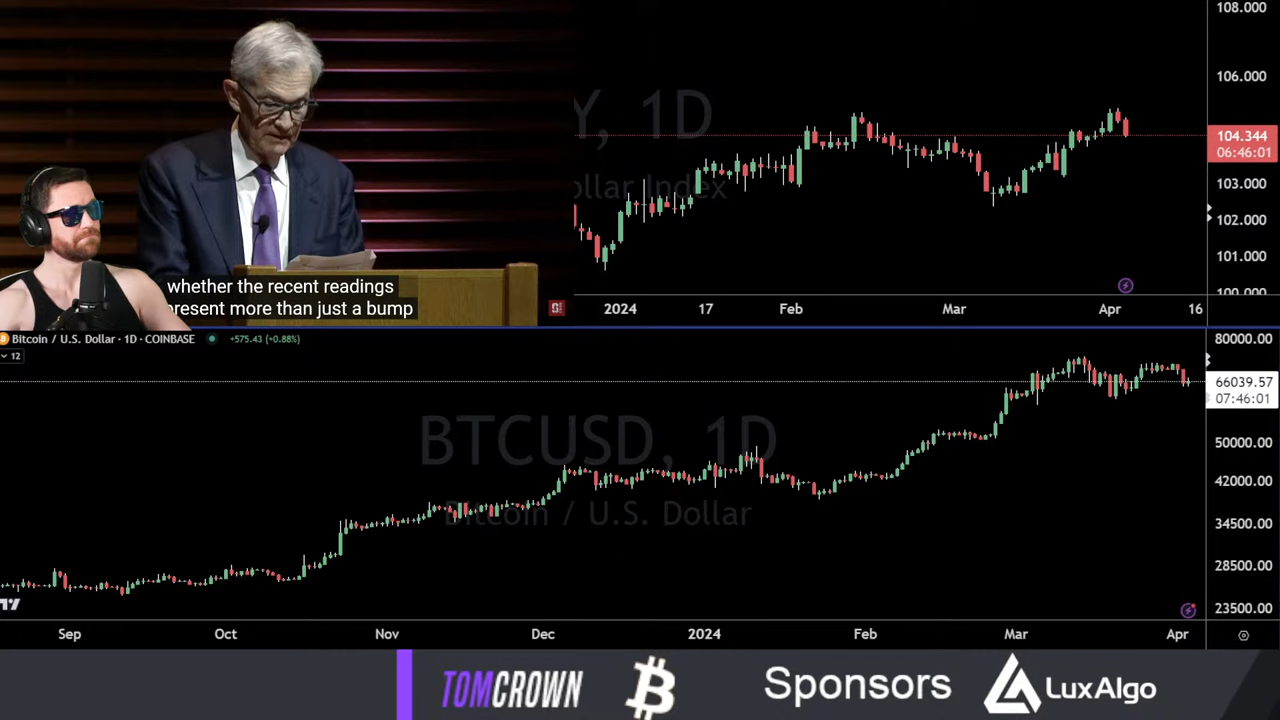 whether the recent readings
present more than just a bump
Y, 1D
ollar Index
108.000
106.000
104.344
06:46:01
103.000
102.000
101.000
100.000
2024
17
Feb
Mar
Apr
16
Bitcoin / U.S. Dollar · 1D · COINBASE
+575.43 (+0.88%)
12
BTCUSD, 1D
Bitcoin / U.S. Dollar
80000.00
66039.57
07:46:01
50000.00
42000.00
34500.00
28500.00
23500.00
Sep
Oct
Nov
Dec
2024
Feb
Mar
Apr
TOMCROWN
Sponsors
LuxAlgo